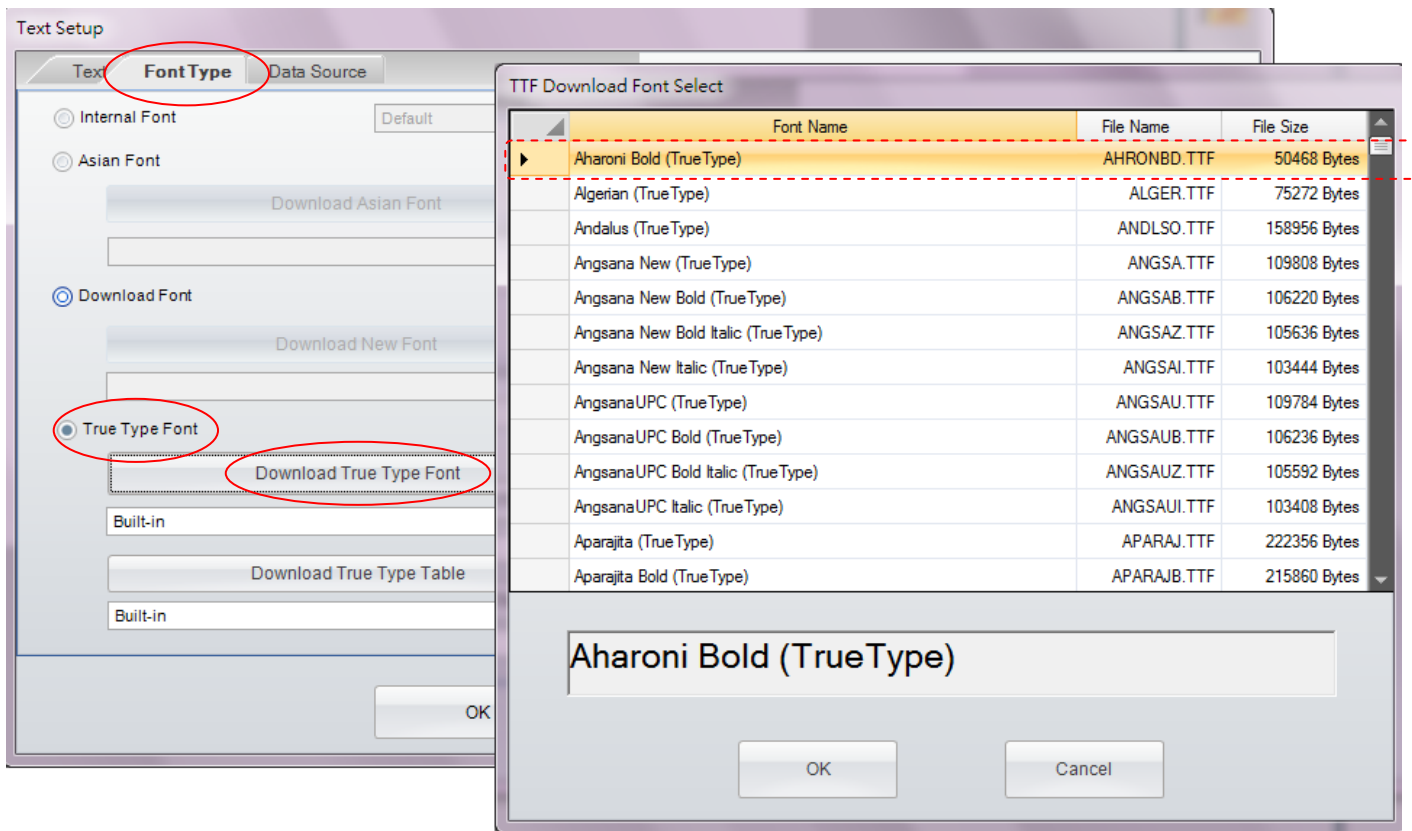 Text Setup
Text Font Type Data Source
Internal Font Default
Asian Font
Download Asian Font
Download Font
Download New Font
True Type Font
Download True Type Font
Built-in
Download True Type Table
Built-in
OK
TTF Download Font Select
Font Name File Name File Size
Aharoni Bold (TrueType) AHRONBD.TTF 50468 Bytes
Algerian (TrueType) ALGER.TTF 75272 Bytes
Andalus (TrueType) ANDLSO.TTF 158956 Bytes
Angsana New (TrueType) ANGSA.TTF 109808 Bytes
Angsana New Bold (TrueType) ANGSAB.TTF 106220 Bytes
Angsana New Bold Italic (TrueType) ANGSAZ.TTF 105636 Bytes
Angsana New Italic (TrueType) ANGSAI.TTF 103444 Bytes
AngsanaUPC (TrueType) ANGSAU.TTF 109784 Bytes
AngsanaUPC Bold (TrueType) ANGSAUB.TTF 106236 Bytes
AngsanaUPC Bold Italic (TrueType) ANGSAUZ.TTF 105592 Bytes
AngsanaUPC Italic (TrueType) ANGSAUI.TTF 103408 Bytes
Aparajita (TrueType) APARAJ.TTF 222356 Bytes
Aparajita Bold (TrueType) APARAJB.TTF 215860 Bytes
Aharoni Bold (TrueType)
OK Cancel